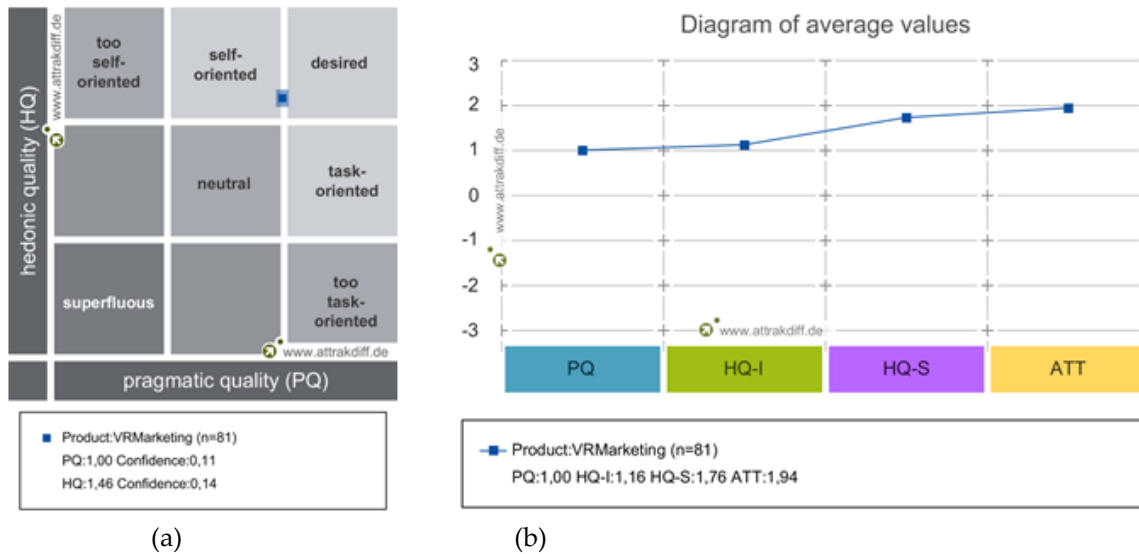 hedonic quality (HQ)
www.attrakdiff.de
too
self-
oriented
self-
oriented
desired
neutral
task-
oriented
superfluous
too
task-
oriented
www.attrakdiff.de
pragmatic quality (PQ)
Product:VRMarketing (n=81)
PQ:1,00 Confidence:0,11
HQ:1,46 Confidence:0,14
(a)
Diagram of average values
3
2
1
0
-1
-2
-3
www.attrakdiff.de
www.attrakdiff.de
PQ
HQ-I
HQ-S
ATT
Product:VRMarketing (n=81)
PQ:1,00 HQ-I:1,16 HQ-S:1,76 ATT:1,94
(b)